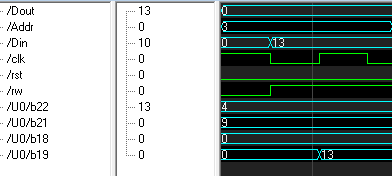 /Dout 13 0
/Addr 0 3
/Din 10 0 13
/clk 0
/rst 0
/rw 0
/U0/b22 13 4
/U0/b21 0 9
/U0/b18 0 0
/U0/b19 0 0 13